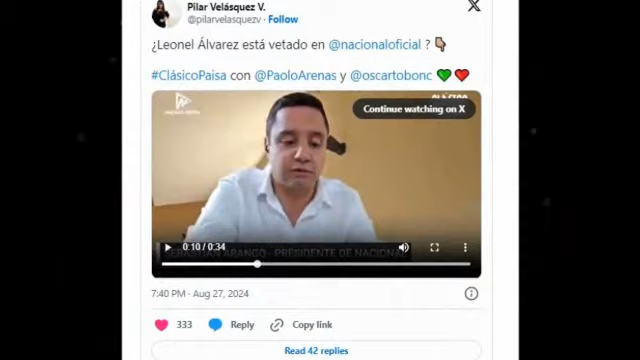 Pilar Velásquez V.
@pilarvelasquezv · Follow
¿Leonel Álvarez está vetado en @nacionaloficial ?
#ClásicoPaisa con @PaoloArenas y @oscartobonc
Continue watching on X
SEBASTIÁN ARANGO - PRESIDENTE DE NACIONAL
0:10 / 0:34
7:40 PM · Aug 27, 2024
333 Reply Copy link
Read 42 replies